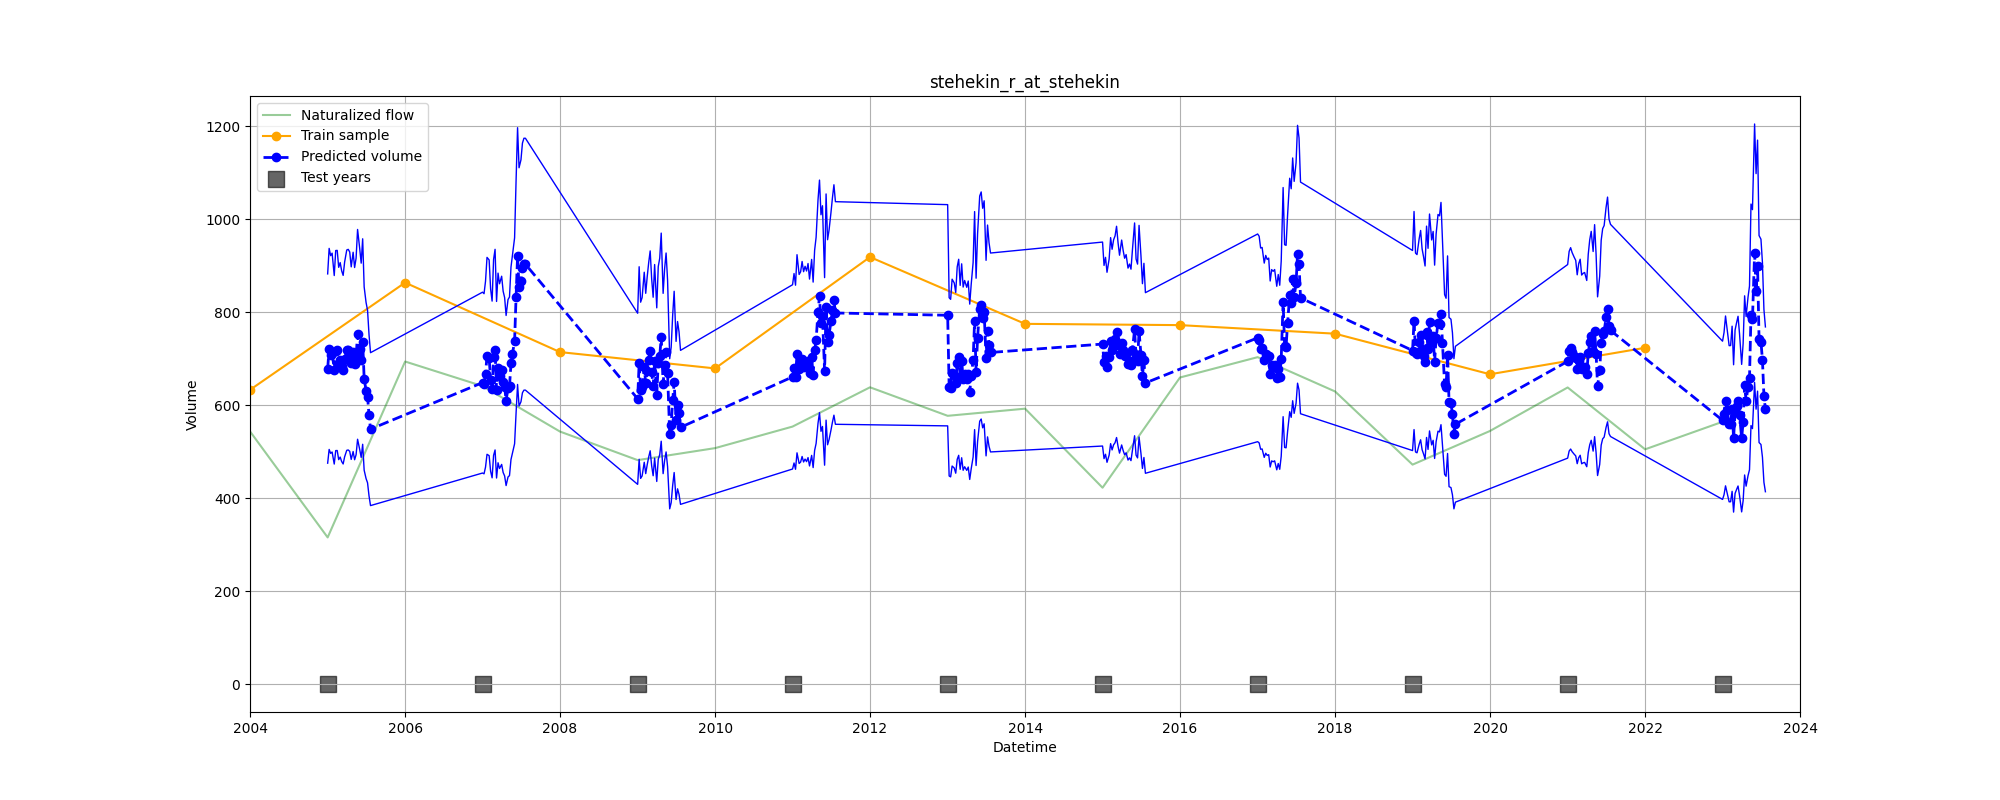 stehekin_r_at_stehekin
Naturalized flow
Train sample
Predicted volume
Test years
Volume
1200
1000
800
600
400
200
0
2004 2006 2008 2010 2012 2014 2016 2018 2020 2022 2024
Datetime